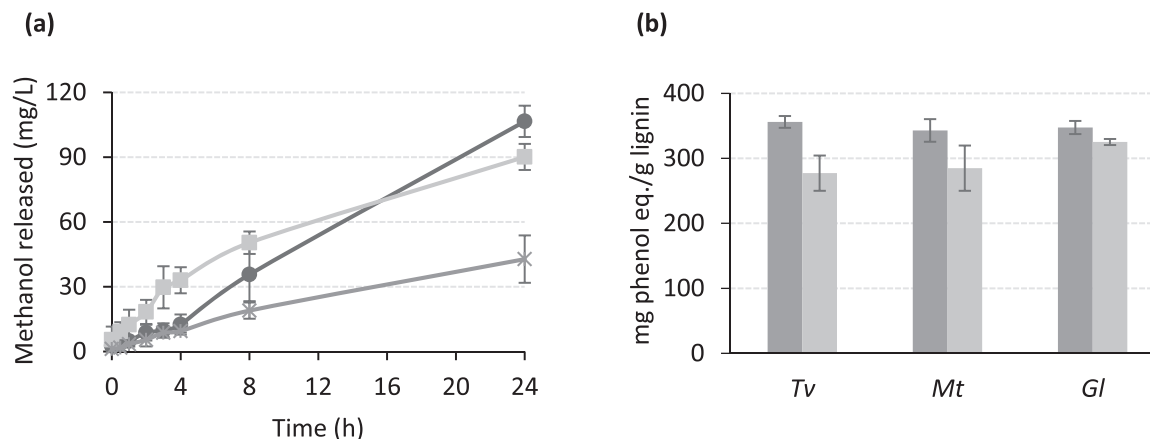 (a)
Methanol released (mg/L)
120
90
60
30
0
0 4 8 12 16 20 24
Time (h)
(b)
mg phenol eq./g lignin
400
300
200
100
0
Tv Mt Gl